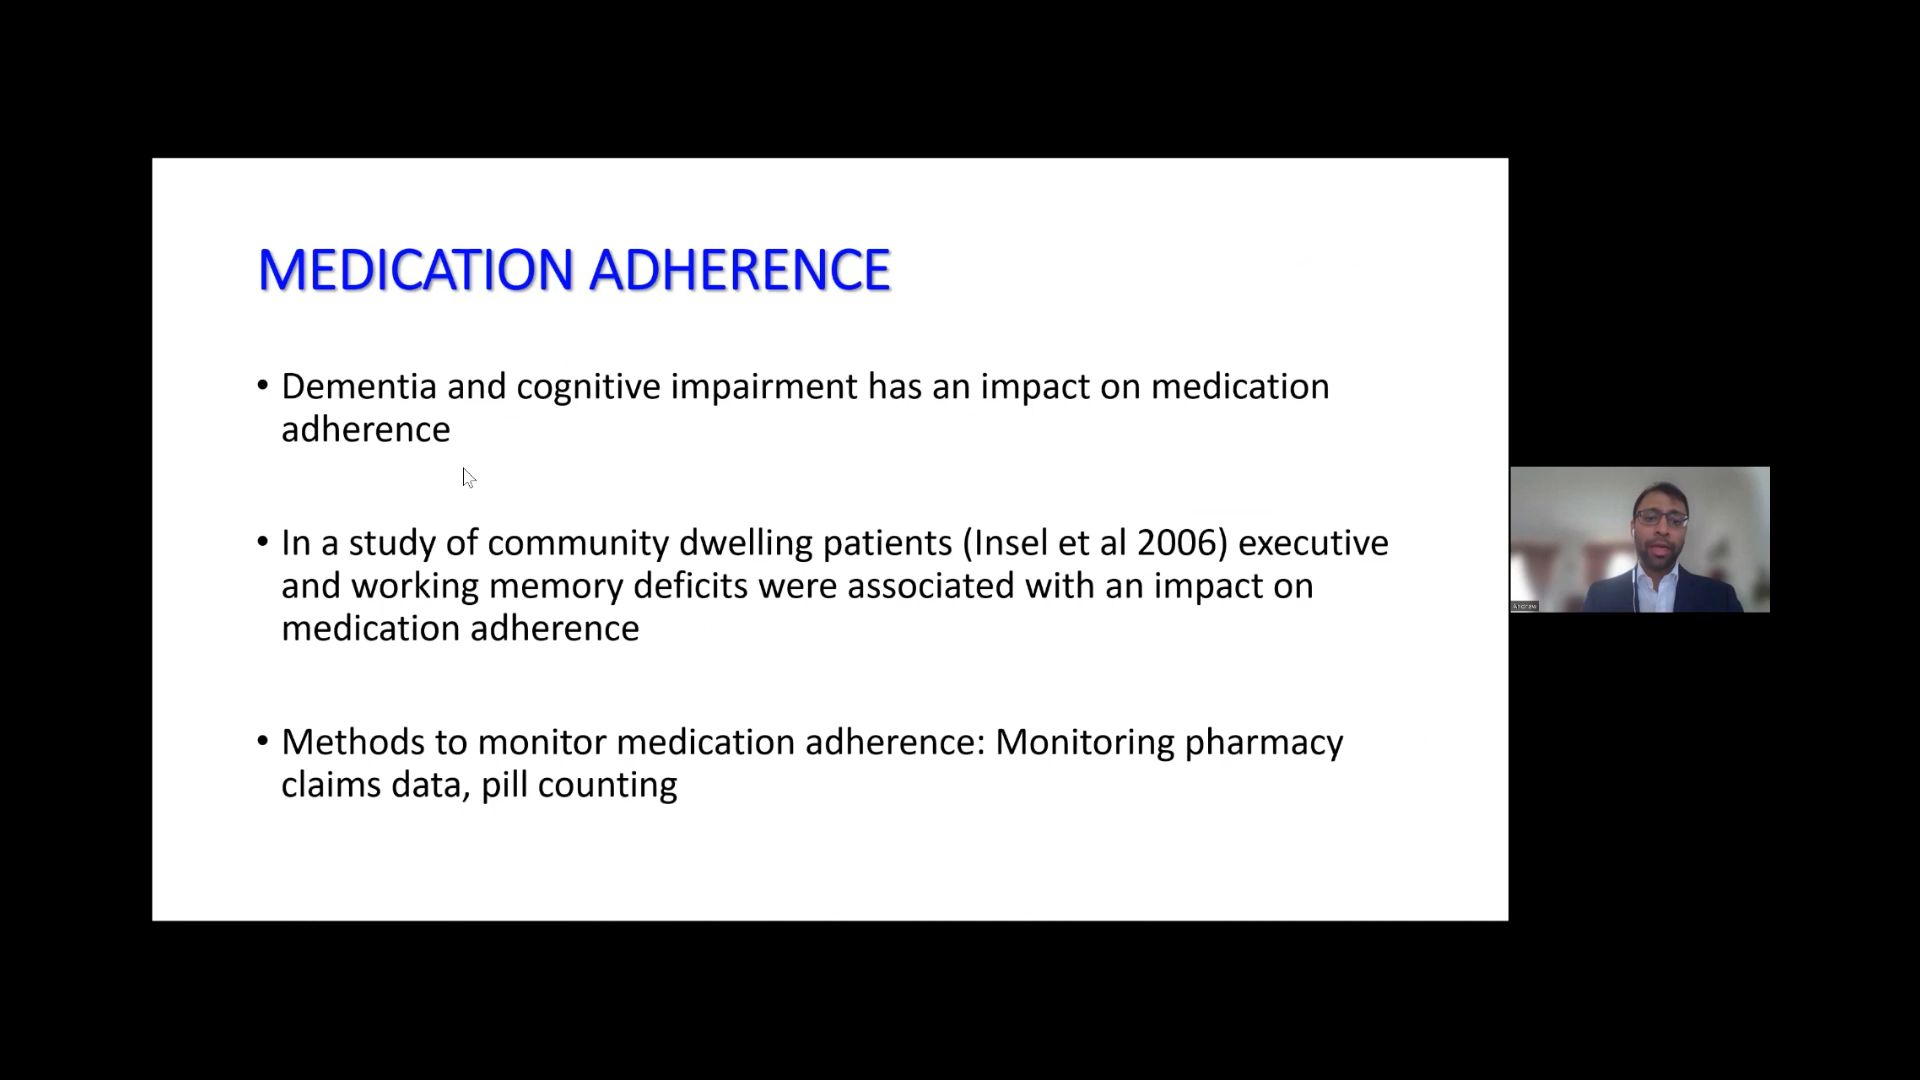 MEDICATION ADHERENCE
• Dementia and cognitive impairment has an impact on medication
adherence
• In a study of community dwelling patients (Insel et al 2006) executive
and working memory deficits were associated with an impact on
medication adherence
• Methods to monitor medication adherence: Monitoring pharmacy
claims data, pill counting
Andrew